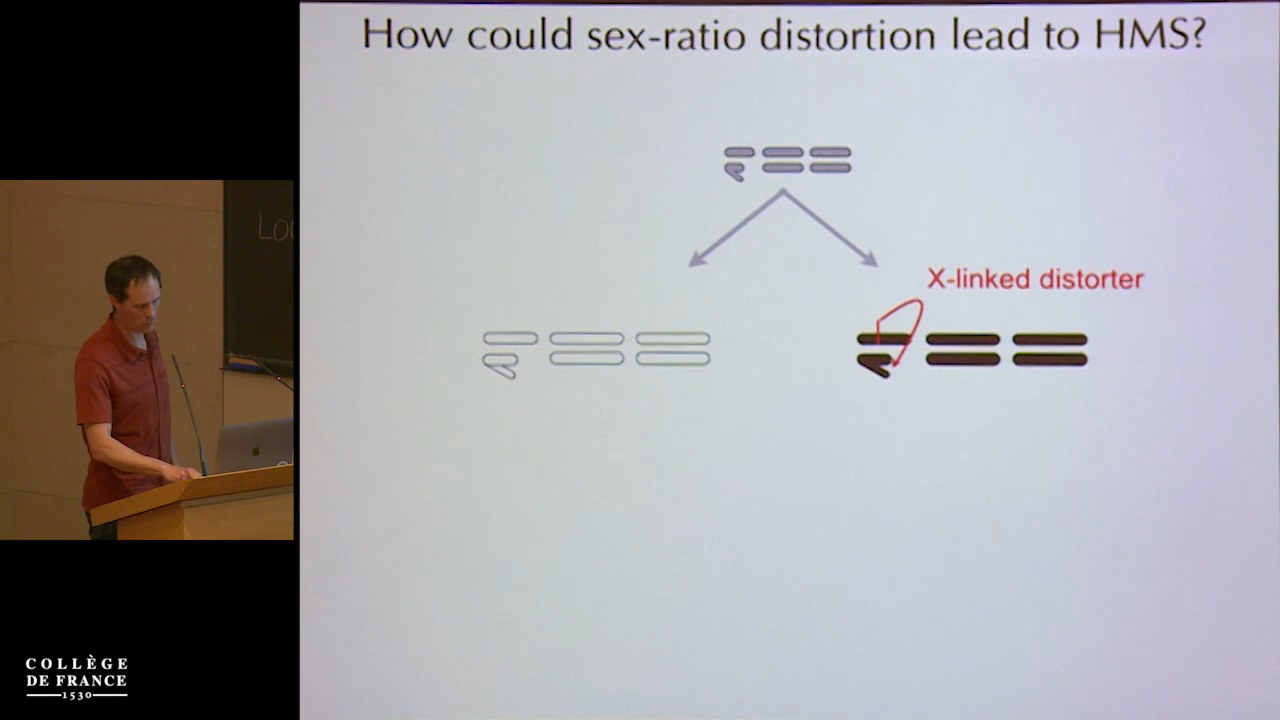 How could sex-ratio distortion lead to HMS?
X-linked distorter
COLLÈGE
DE FRANCE
1530